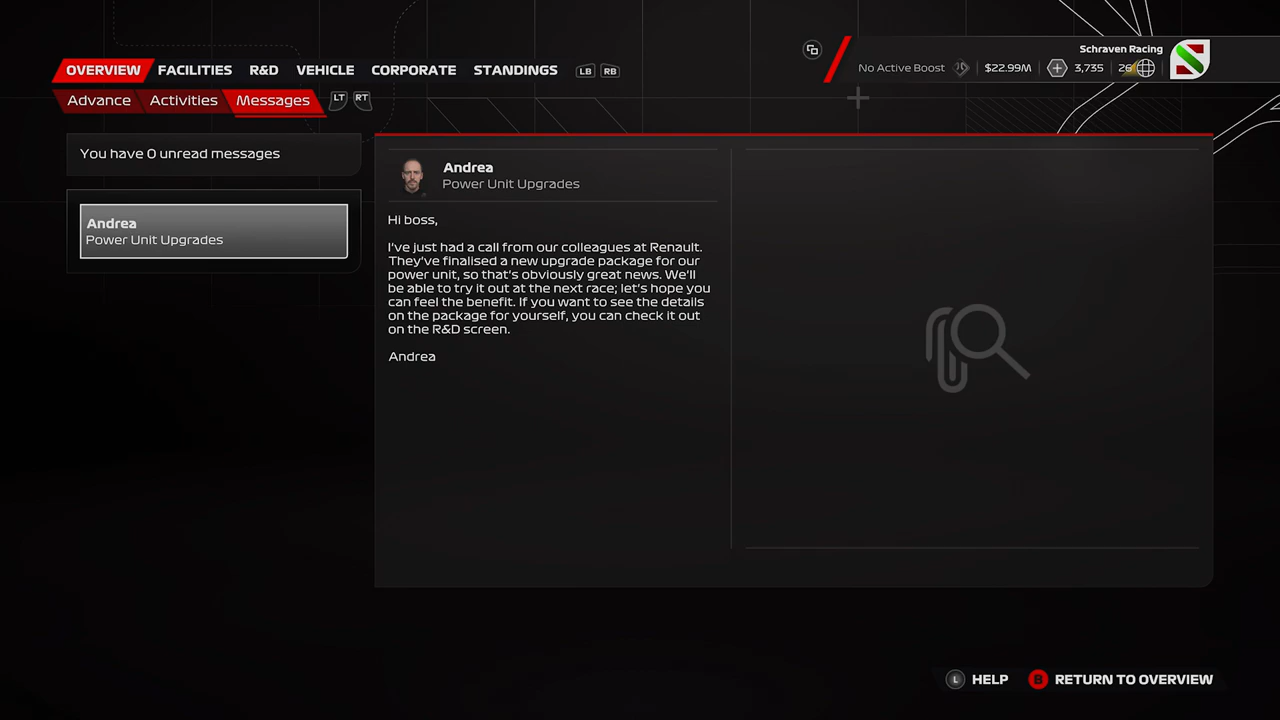 Schraven Racing
OVERVIEW FACILITIES R&D VEHICLE CORPORATE STANDINGS LB RB
No Active Boost $22.99M 3,735 26
Advance Activities Messages LT RT
You have 0 unread messages
Andrea
Power Unit Upgrades
Andrea
Power Unit Upgrades
Hi boss,
I've just had a call from our colleagues at Renault.
They've finalised a new upgrade package for our
power unit, so that's obviously great news. We'll
be able to try it out at the next race; let's hope you
can feel the benefit. If you want to see the details
on the package for yourself, you can check it out
on the R&D screen.
Andrea
L HELP B RETURN TO OVERVIEW